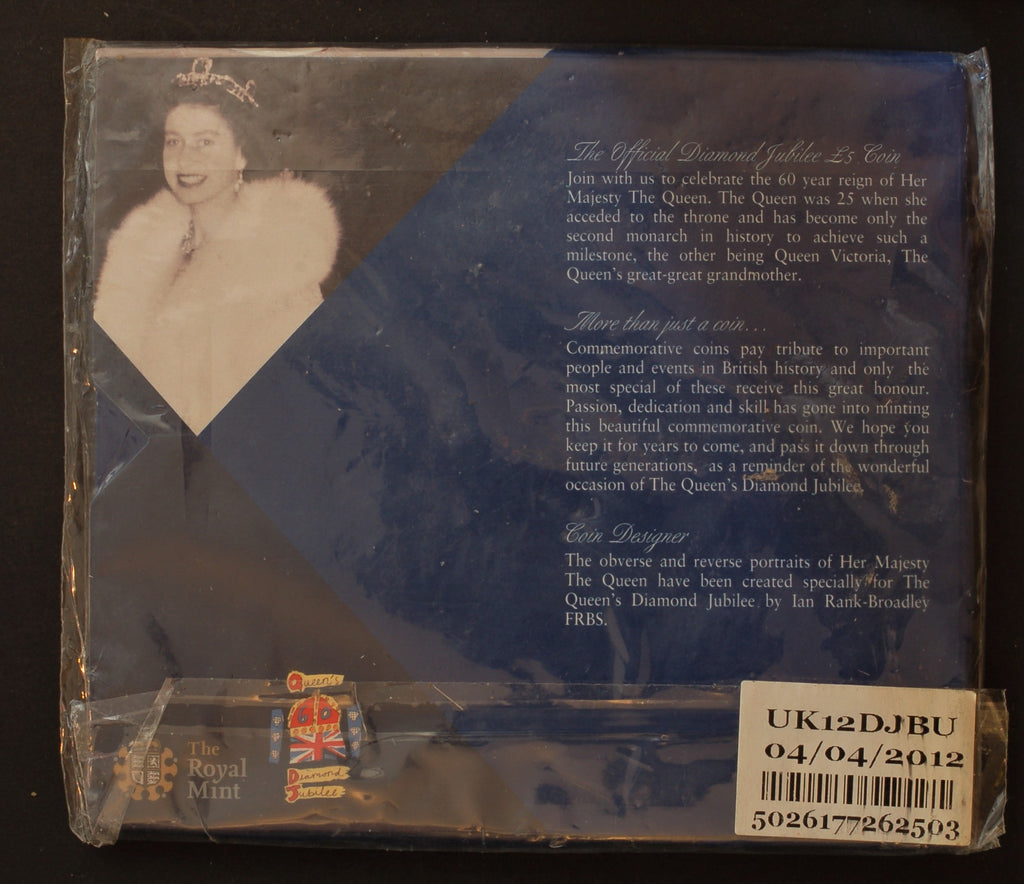 The Official Diamond Jubilee £5 Coin
Join with us to celebrate the 60 year reign of Her
Majesty The Queen. The Queen was 25 when she
acceded to the throne and has become only the
second monarch in history to achieve such a
milestone, the other being Queen Victoria, The
Queen's great-great grandmother.
More than just a coin...
Commemorative coins pay tribute to important
people and events in British history and only the
most special of these receive this great honour.
Passion, dedication and skill has gone into minting
this beautiful commemorative coin. We hope you
keep it for years to come, and pass it down through
future generations, as a reminder of the wonderful
occasion of The Queen's Diamond Jubilee.
Coin Designer
The obverse and reverse portraits of Her Majesty
The Queen have been created specially for The
Queen's Diamond Jubilee by Ian Rank-Broadley
FRBS.
The
Royal
Mint
Queen's
Diamond
Jubilee
UK12DJBU
04/04/2012
5026177262503